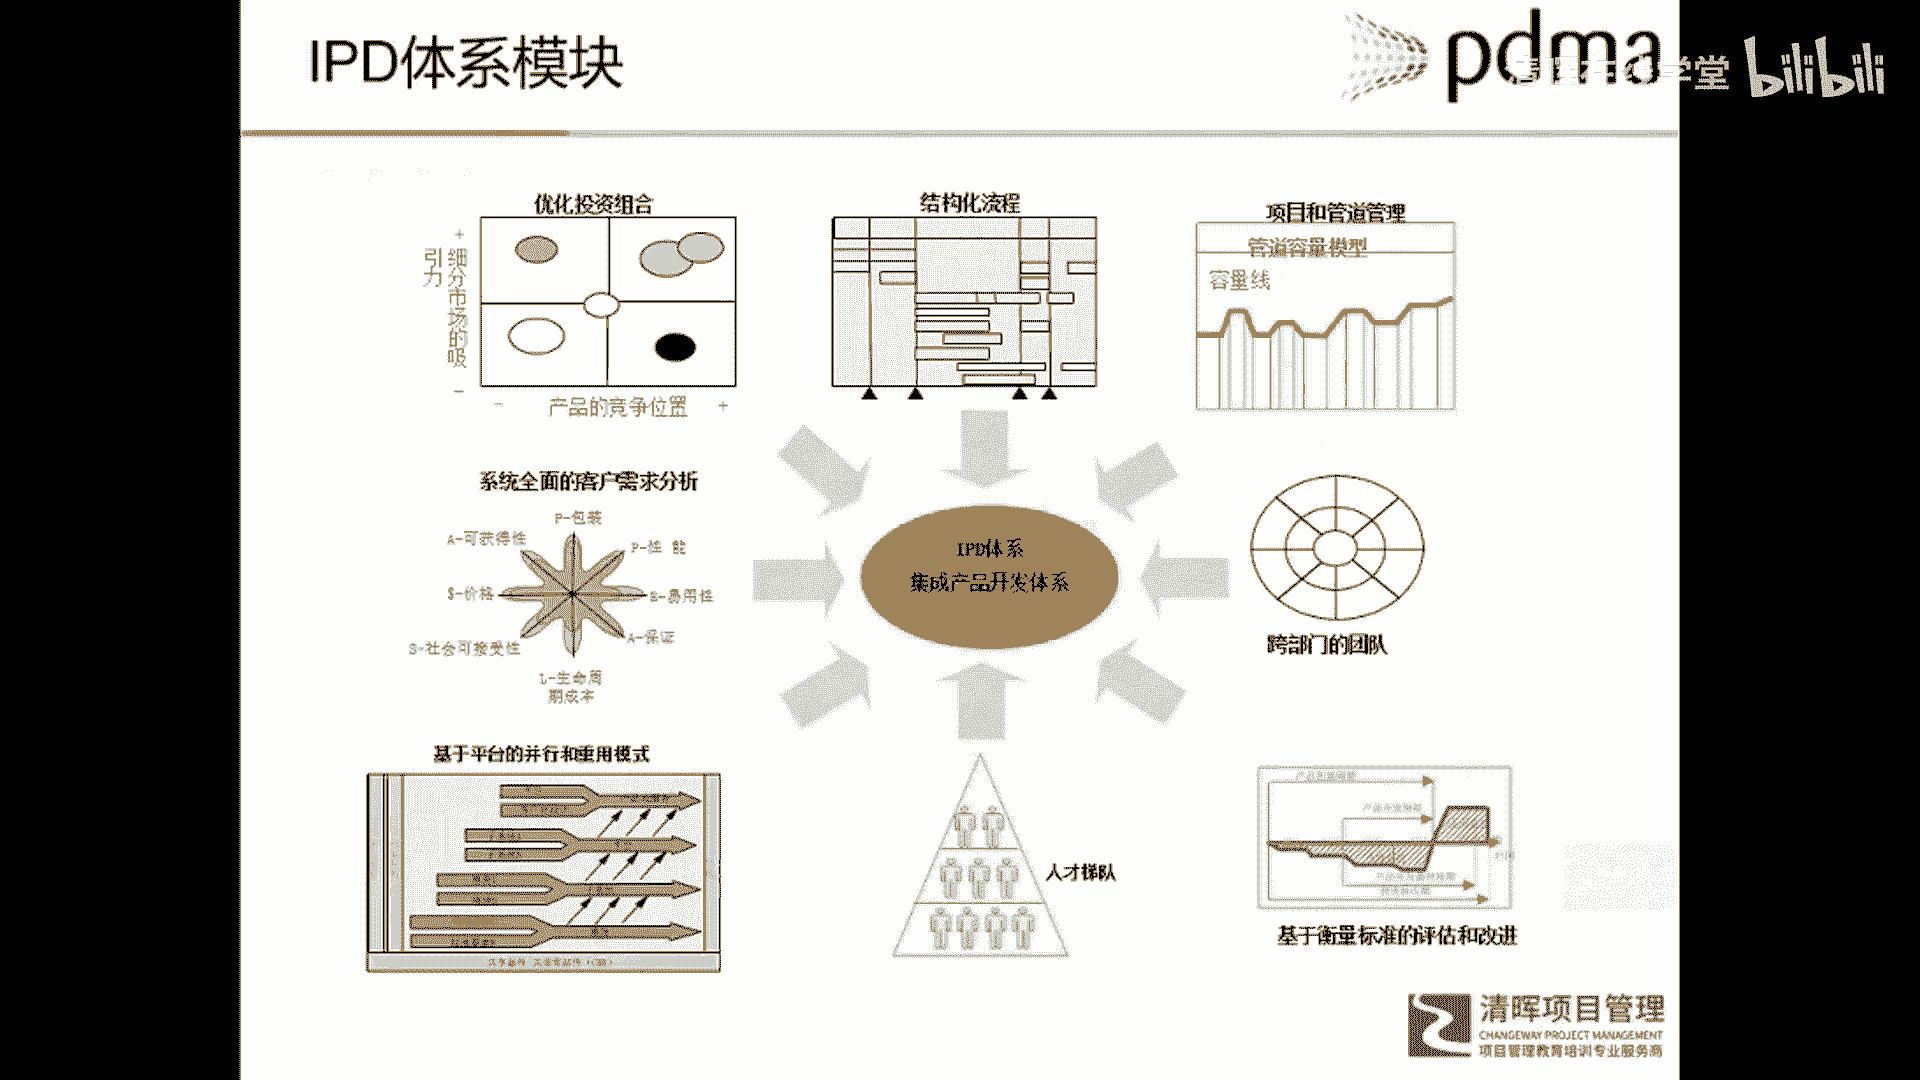 IPD体系模块
pdma
清晖在线学堂
bilibili
优化投资组合
细分市场的吸
引力
+
-
- 产品的竞争位置 +
结构化流程
项目和管道管理
管道容量模型
容量线
系统全面的客户需求分析
P-包装
A-可获得性
P-性 能
S-价格
E-易用性
S-社会可接受性
A-保证
L-生命周
期成本
IPD体系
集成产品开发体系
跨部门的团队
基于平台的并行和重用模式
人才梯队
基于衡量标准的评估和改进
清晖项目管理
CHANGEWAY PROJECT MANAGEMENT
项目管理教育培训专业服务商